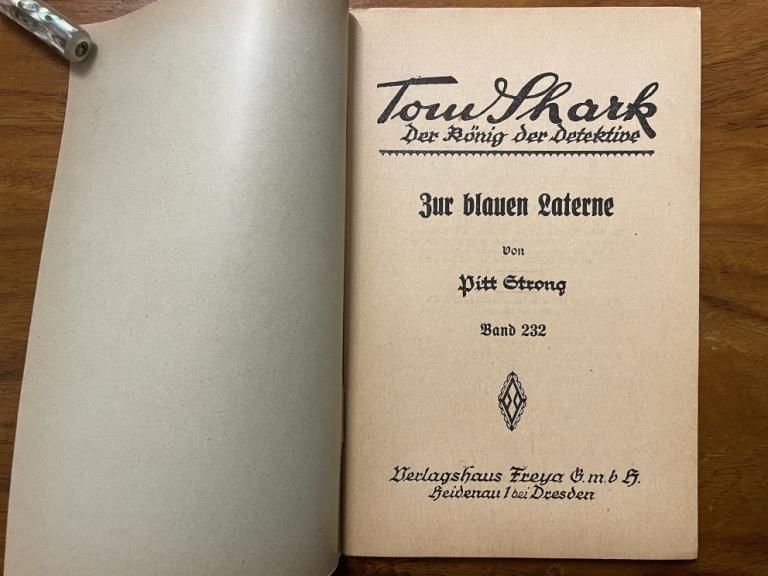 Tom Shark
Der König der Detektive
Zur blauen Laterne
von
Pitt Strong
Band 232
Verlagshaus Freya G.m.b H.
Heidenau 1 bei Dresden